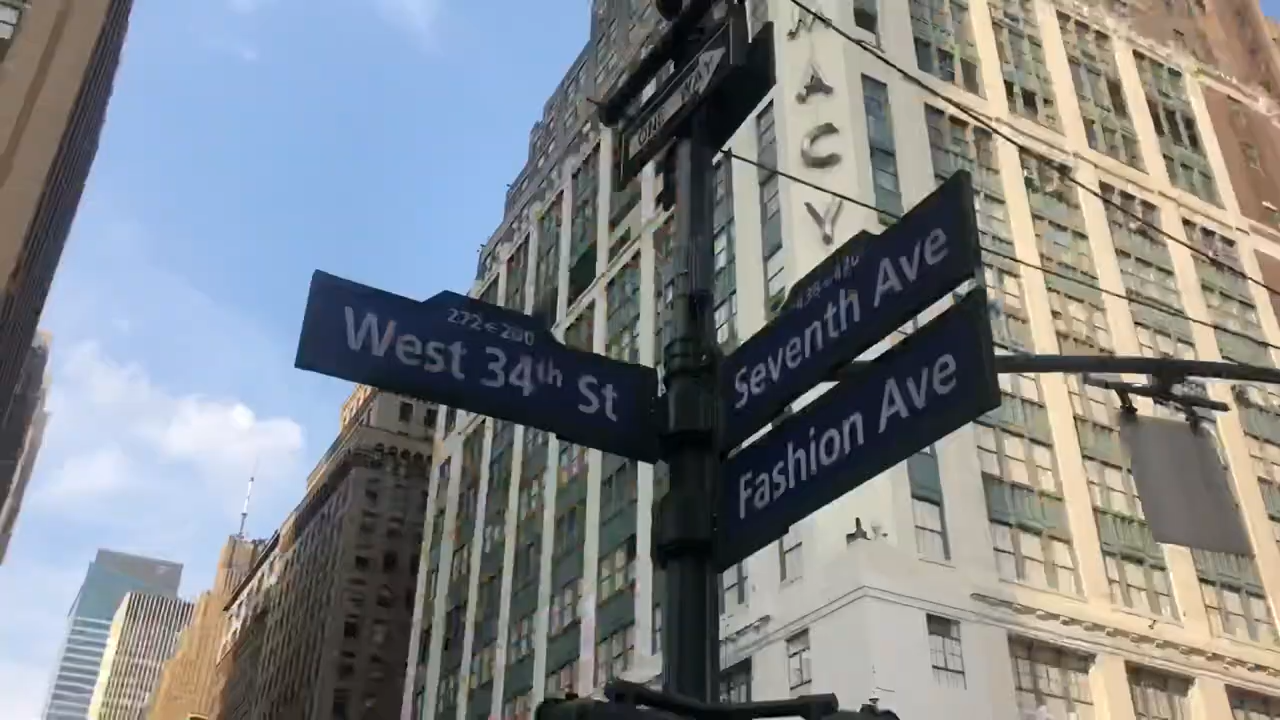 ONE WAY
MACY
272←200
West 34th St
Seventh Ave
Fashion Ave